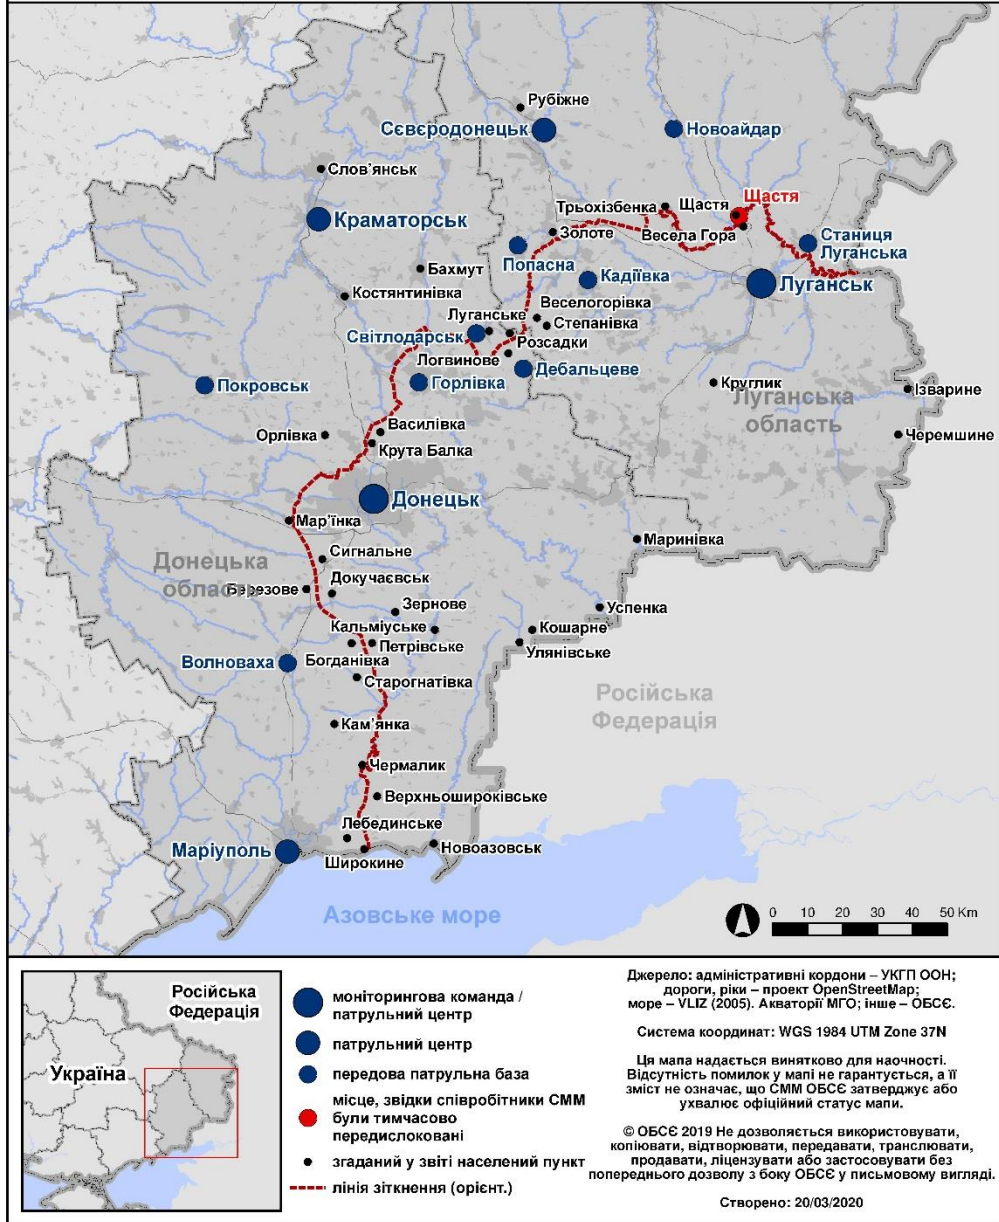 Рубіжне
Сєвєродонецьк
Новоайдар
Слов'янськ
Трьохізбенка
Щастя
Щастя
Краматорськ
Золоте
Весела Гора
Станиця
Луганська
Попасна
Бахмут
Кадіївка
Луганськ
Костянтинівка
Веселогорівка
Луганське
Степанівка
Світлодарськ
Розсадки
Логвинове
Дебальцеве
Покровськ
Горлівка
Круглик
Ізварине
Луганська
область
Василівка
Орлівка
Черемшине
Крута Балка
Донецьк
Мар'їнка
Маринівка
Сигнальне
Донецька
область
Докучаєвськ
Березове
Зернове
Успенка
Кальміуське
Кошарне
Петрівське
Улянівське
Волноваха
Богданівка
Старогнатівка
Російська
Федерація
Кам'янка
Чермалик
Верхньошироківське
Лебединське
Маріуполь
Широкине
Новоазовськ
Азовське море
0 10 20 30 40 50 Km
Російська
Федерація
Україна
моніторингова команда /
патрульний центр
патрульний центр
передова патрульна база
місце, звідки співробітники СММ
були тимчасово
передислоковані
згаданий у звіті населений пункт
лінія зіткнення (орієнт.)
Джерело: адміністративні кордони – УКГП ООН;
дороги, ріки – проект OpenStreetMap;
море – VLIZ (2005). Акваторії МГО; інше – ОБСЄ.
Система координат: WGS 1984 UTM Zone 37N
Ця мапа надається винятково для наочності.
Відсутність помилок у мапі не гарантується, а її
зміст не означає, що СММ ОБСЄ затверджує або
ухвалює офіційний статус мапи.
© ОБСЄ 2019 Не дозволяється використовувати,
копіювати, відтворювати, передавати, транслювати,
продавати, ліцензувати або застосовувати без
попереднього дозволу з боку ОБСЄ у письмовому вигляді.
Створено: 20/03/2020